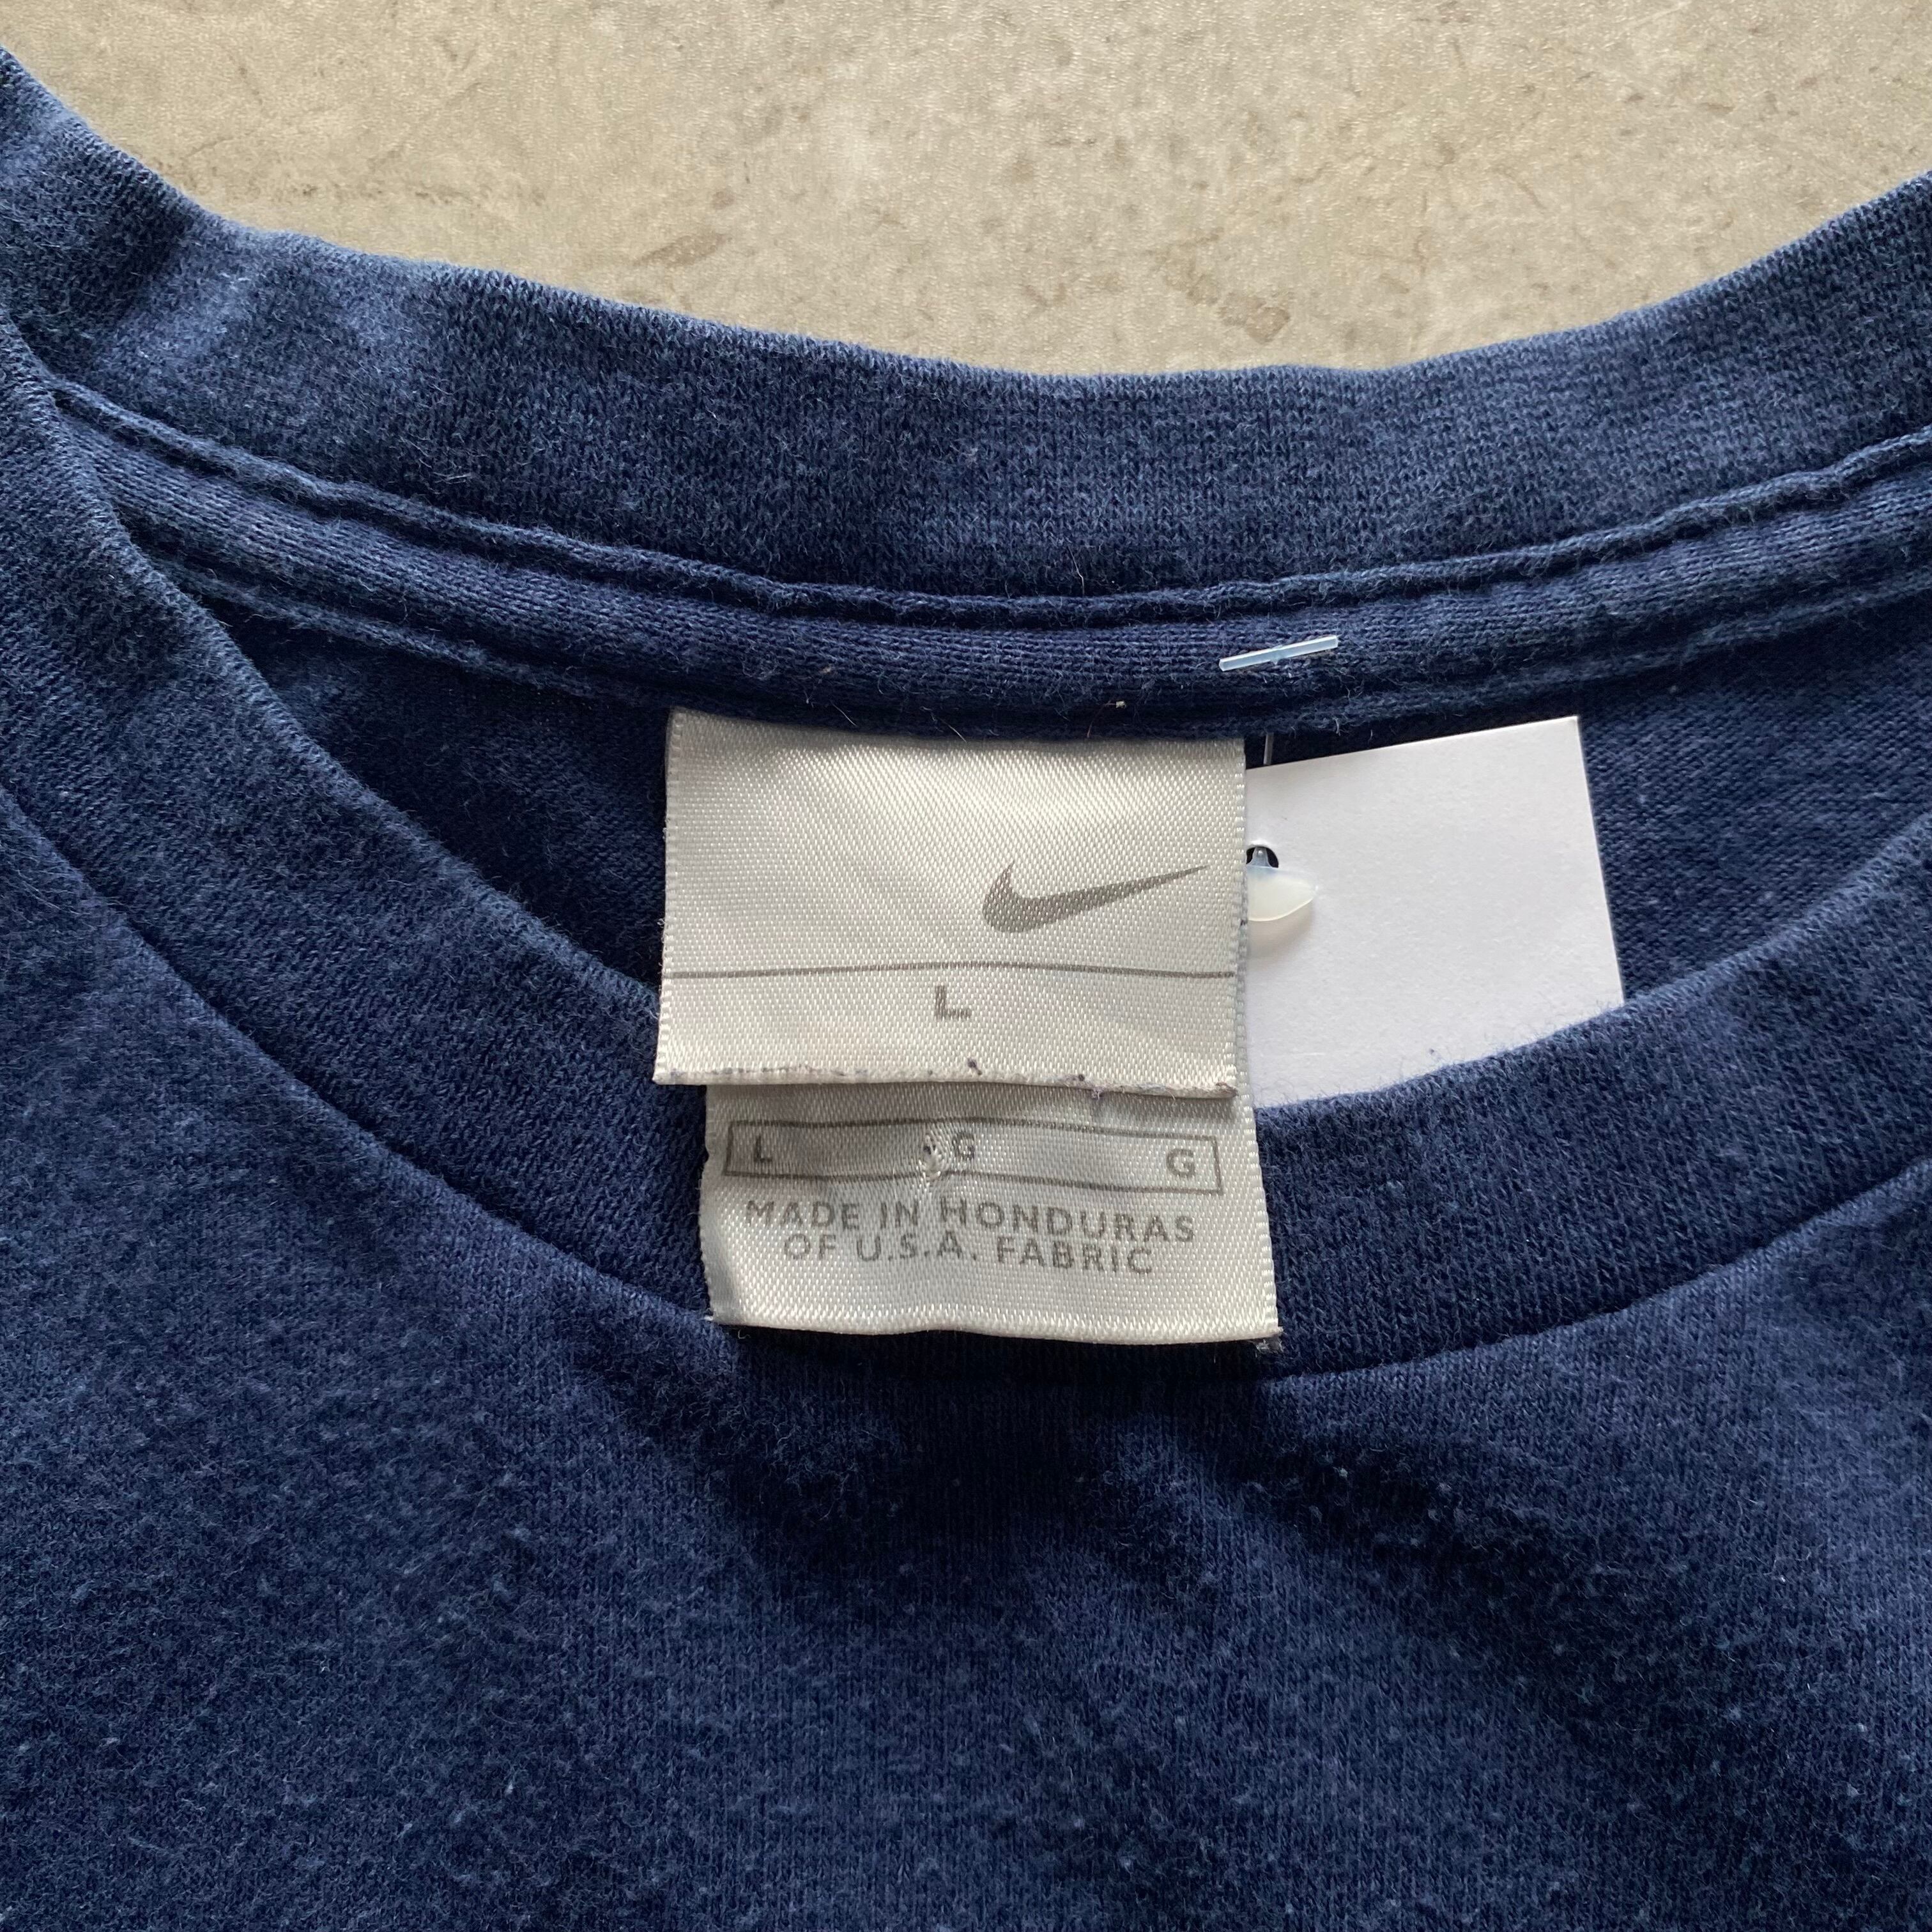 L
L G G
MADE IN HONDURAS
OF U.S.A. FABRIC